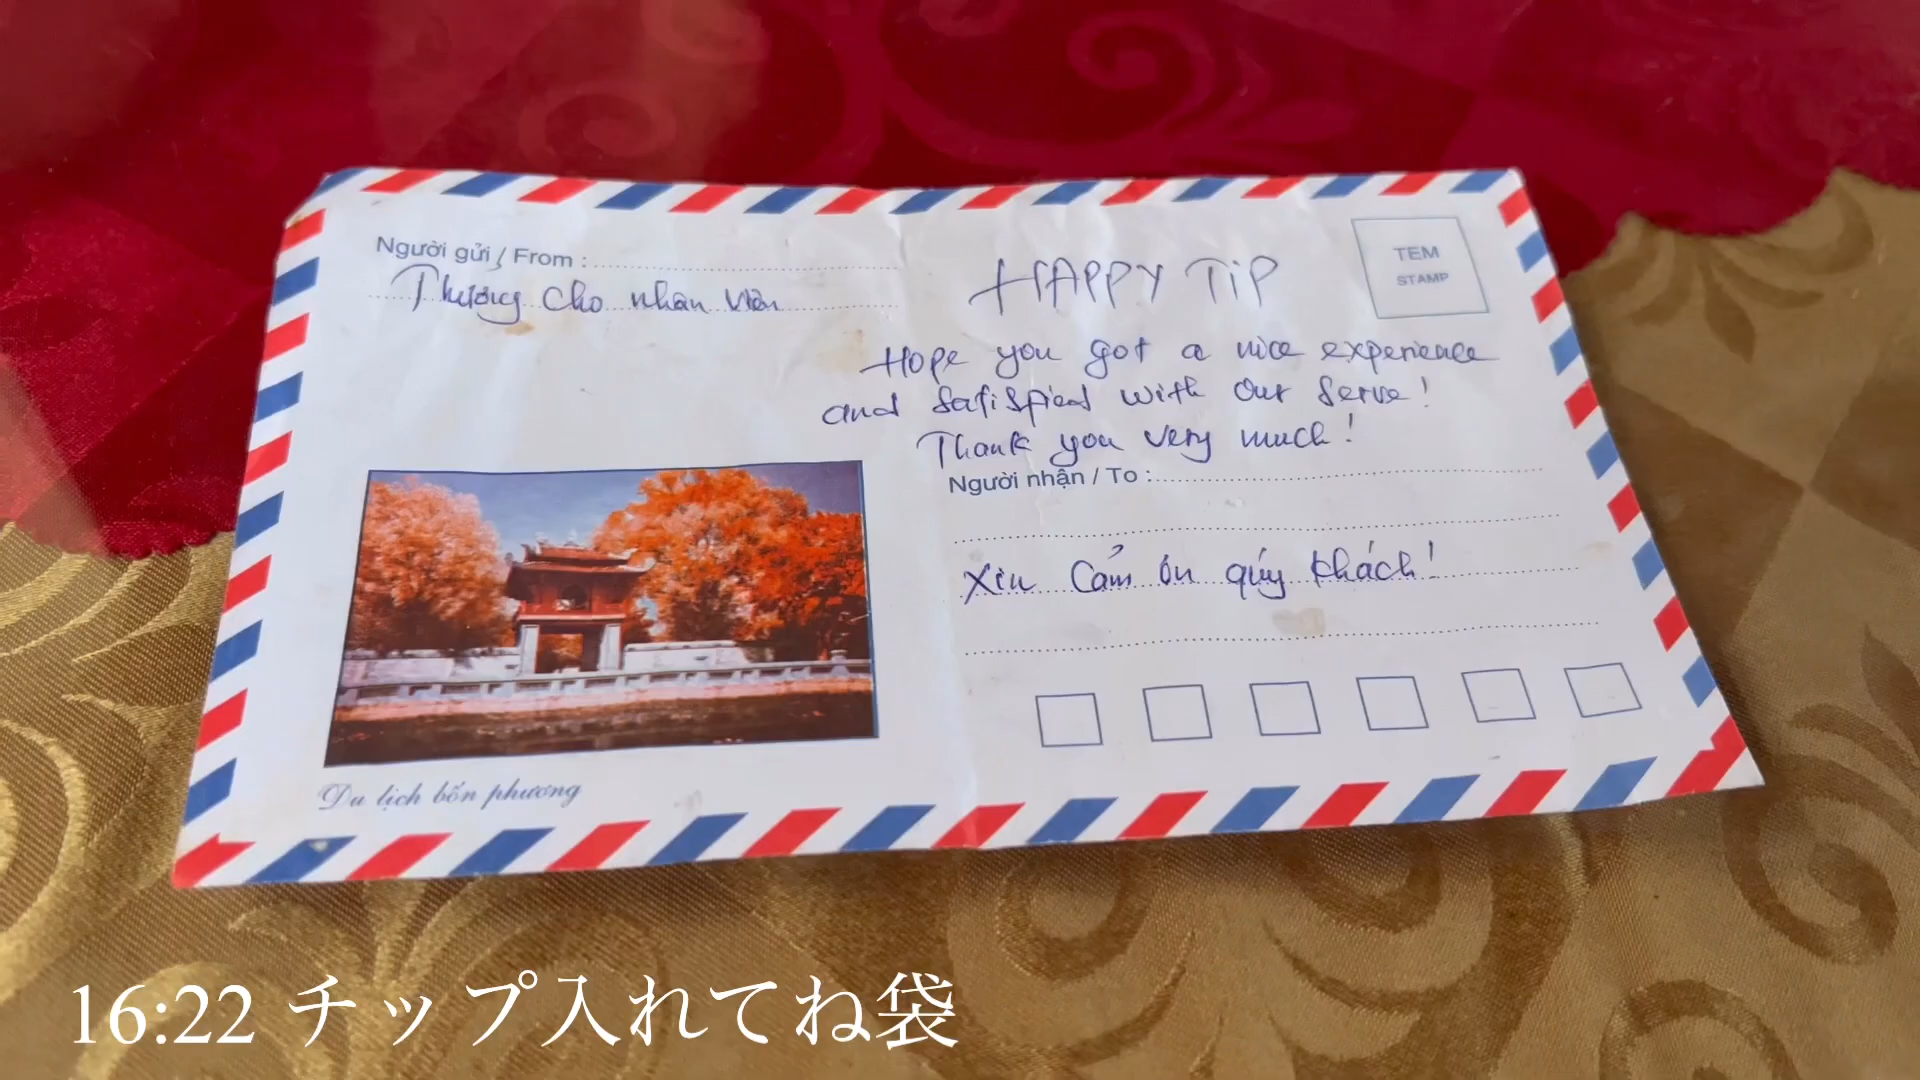 Người gửi / From :
Thưởng cho nhân viên
HAPPY TIP
TEM
STAMP
Hope you got a nice experience
and satisfied with our serve!
Thank you very much!
Người nhận / To :
Xin Cảm ơn quý khách!
Du lịch bốn phương
16:22 チップ入れてね袋